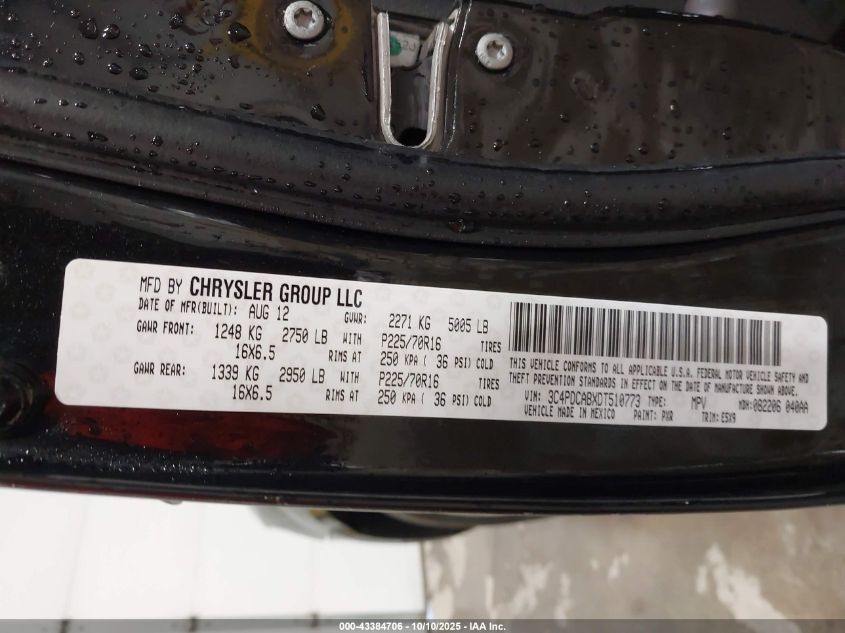 MFD BY CHRYSLER GROUP LLC
DATE OF MFR(BUILT): AUG 12 GVWR: 2271 KG 5005 LB
GAWR FRONT: 1248 KG 2750 LB WITH P225/70R16 TIRES
16X6.5 RIMS AT 250 KPA ( 36 PSI) COLD
GAWR REAR: 1339 KG 2950 LB WITH P225/70R16 TIRES
16X6.5 RIMS AT 250 KPA ( 36 PSI) COLD
THIS VEHICLE CONFORMS TO ALL APPLICABLE U.S.A. FEDERAL MOTOR VEHICLE SAFETY AND
THEFT PREVENTION STANDARDS IN EFFECT ON THE DATE OF MANUFACTURE SHOWN ABOVE.
VIN: 3C4PDCABXDT510773 TYPE: MPV MDH: 082206 040AA
VEHICLE MADE IN MEXICO PAINT: PXR TRIM: E5X9
000-43384706 - 10/10/2025 - IAA Inc.